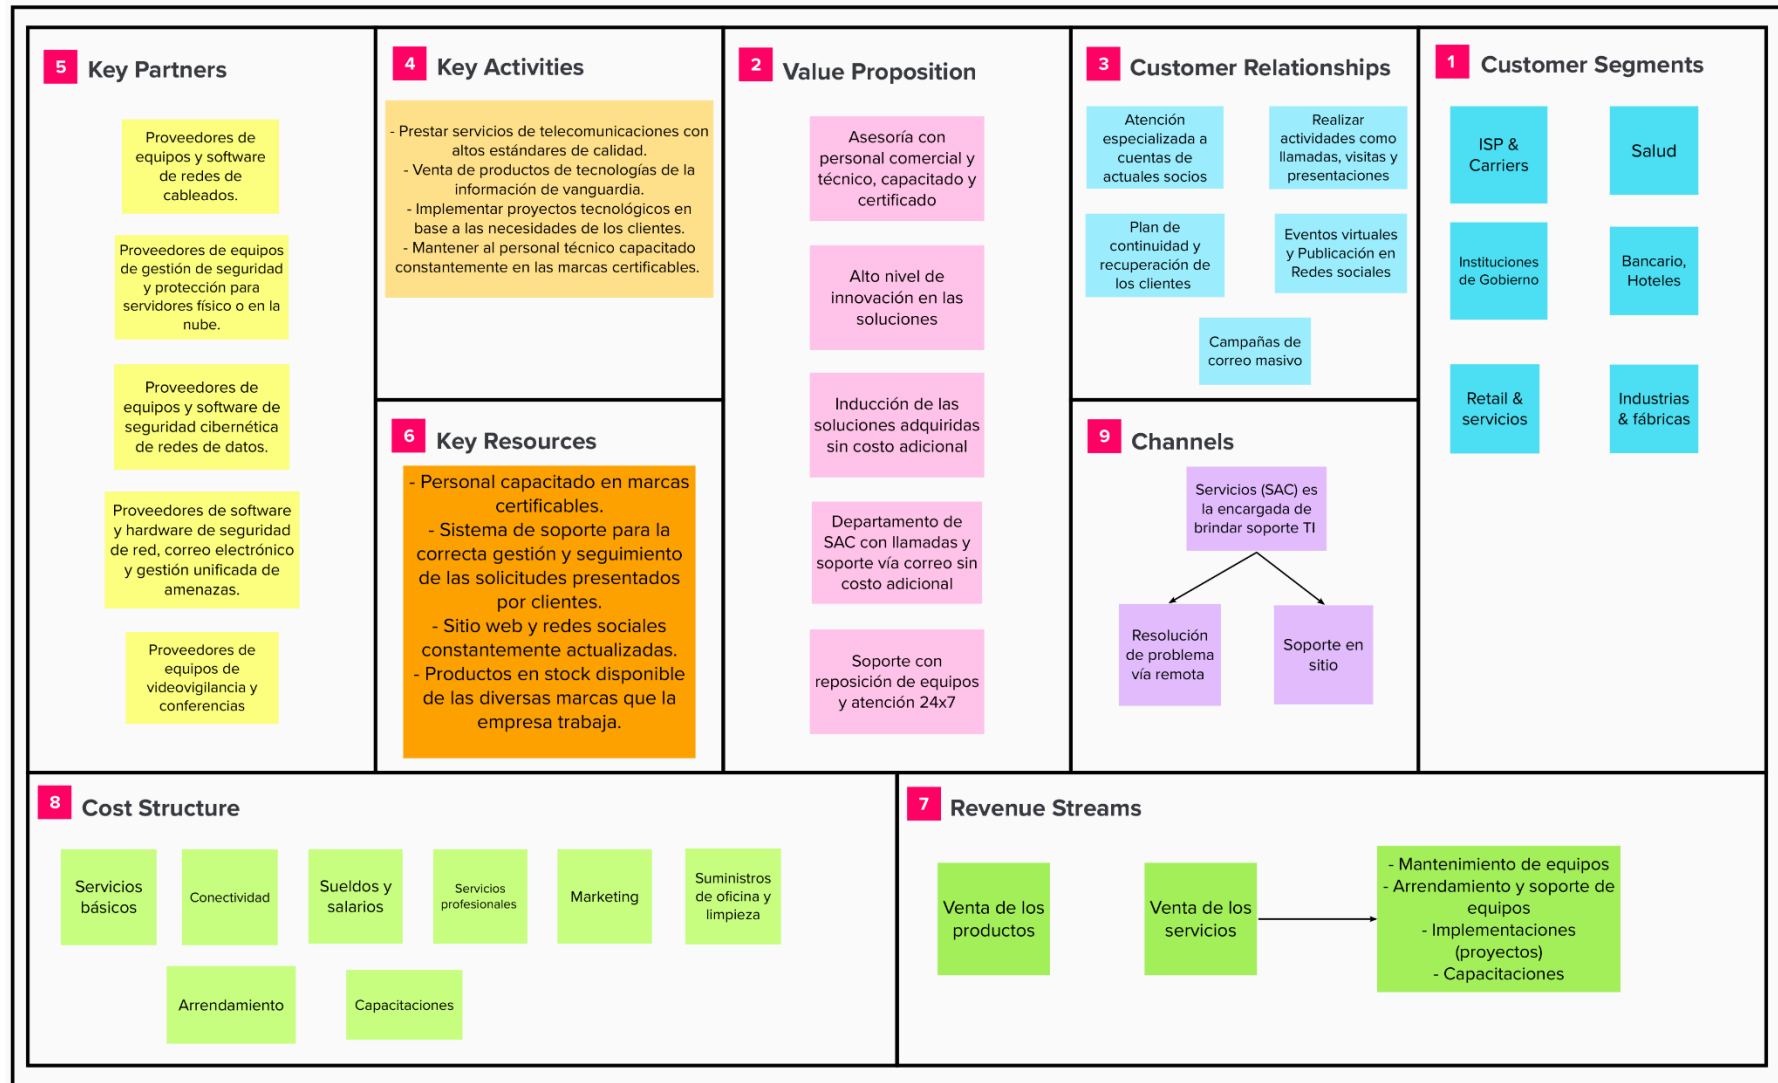 5
Key Partners
Proveedores de
equipos y software
de redes de
cableados.
Proveedores de equipos
de gestión de seguridad
y protección para
servidores físico o en la
nube.
Proveedores de
equipos y software de
seguridad cibernética
de redes de datos.
Proveedores de software
y hardware de seguridad
de red, correo electrónico
y gestión unificada de
amenazas.
Proveedores de
equipos de
videovigilancia y
conferencias
4
Key Activities
- Prestar servicios de telecomunicaciones con
altos estándares de calidad.
- Venta de productos de tecnologías de la
información de vanguardia.
- Implementar proyectos tecnológicos en
base a las necesidades de los clientes.
- Mantener al personal técnico capacitado
constantemente en las marcas certificables.
6
Key Resources
- Personal capacitado en marcas
certificables.
- Sistema de soporte para la
correcta gestión y seguimiento
de las solicitudes presentados
por clientes.
- Sitio web y redes sociales
constantemente actualizadas.
- Productos en stock disponible
de las diversas marcas que la
empresa trabaja.
2
Value Proposition
Asesoría con
personal comercial y
técnico, capacitado y
certificado
Alto nivel de
innovación en las
soluciones
Inducción de las
soluciones adquiridas
sin costo adicional
Departamento de
SAC con llamadas y
soporte vía correo sin
costo adicional
Soporte con
reposición de equipos
y atención 24x7
3
Customer Relationships
Atención
especializada a
cuentas de
actuales socios
Realizar
actividades como
llamadas, visitas y
presentaciones
Plan de
continuidad y
recuperación de
los clientes
Eventos virtuales
y Publicación en
Redes sociales
Campañas de
correo masivo
9
Channels
Servicios (SAC) es
la encargada de
brindar soporte TI
Resolución
de problema
vía remota
Soporte en
sitio
1
Customer Segments
ISP &
Carriers
Salud
Instituciones
de Gobierno
Bancario,
Hoteles
Retail &
servicios
Industrias
& fábricas
8
Cost Structure
Servicios
básicos
Conectividad
Sueldos y
salarios
Servicios
profesionales
Marketing
Suministros
de oficina y
limpieza
Arrendamiento
Capacitaciones
7
Revenue Streams
Venta de los
productos
Venta de los
servicios
- Mantenimiento de equipos
- Arrendamiento y soporte de
equipos
- Implementaciones
(proyectos)
- Capacitaciones